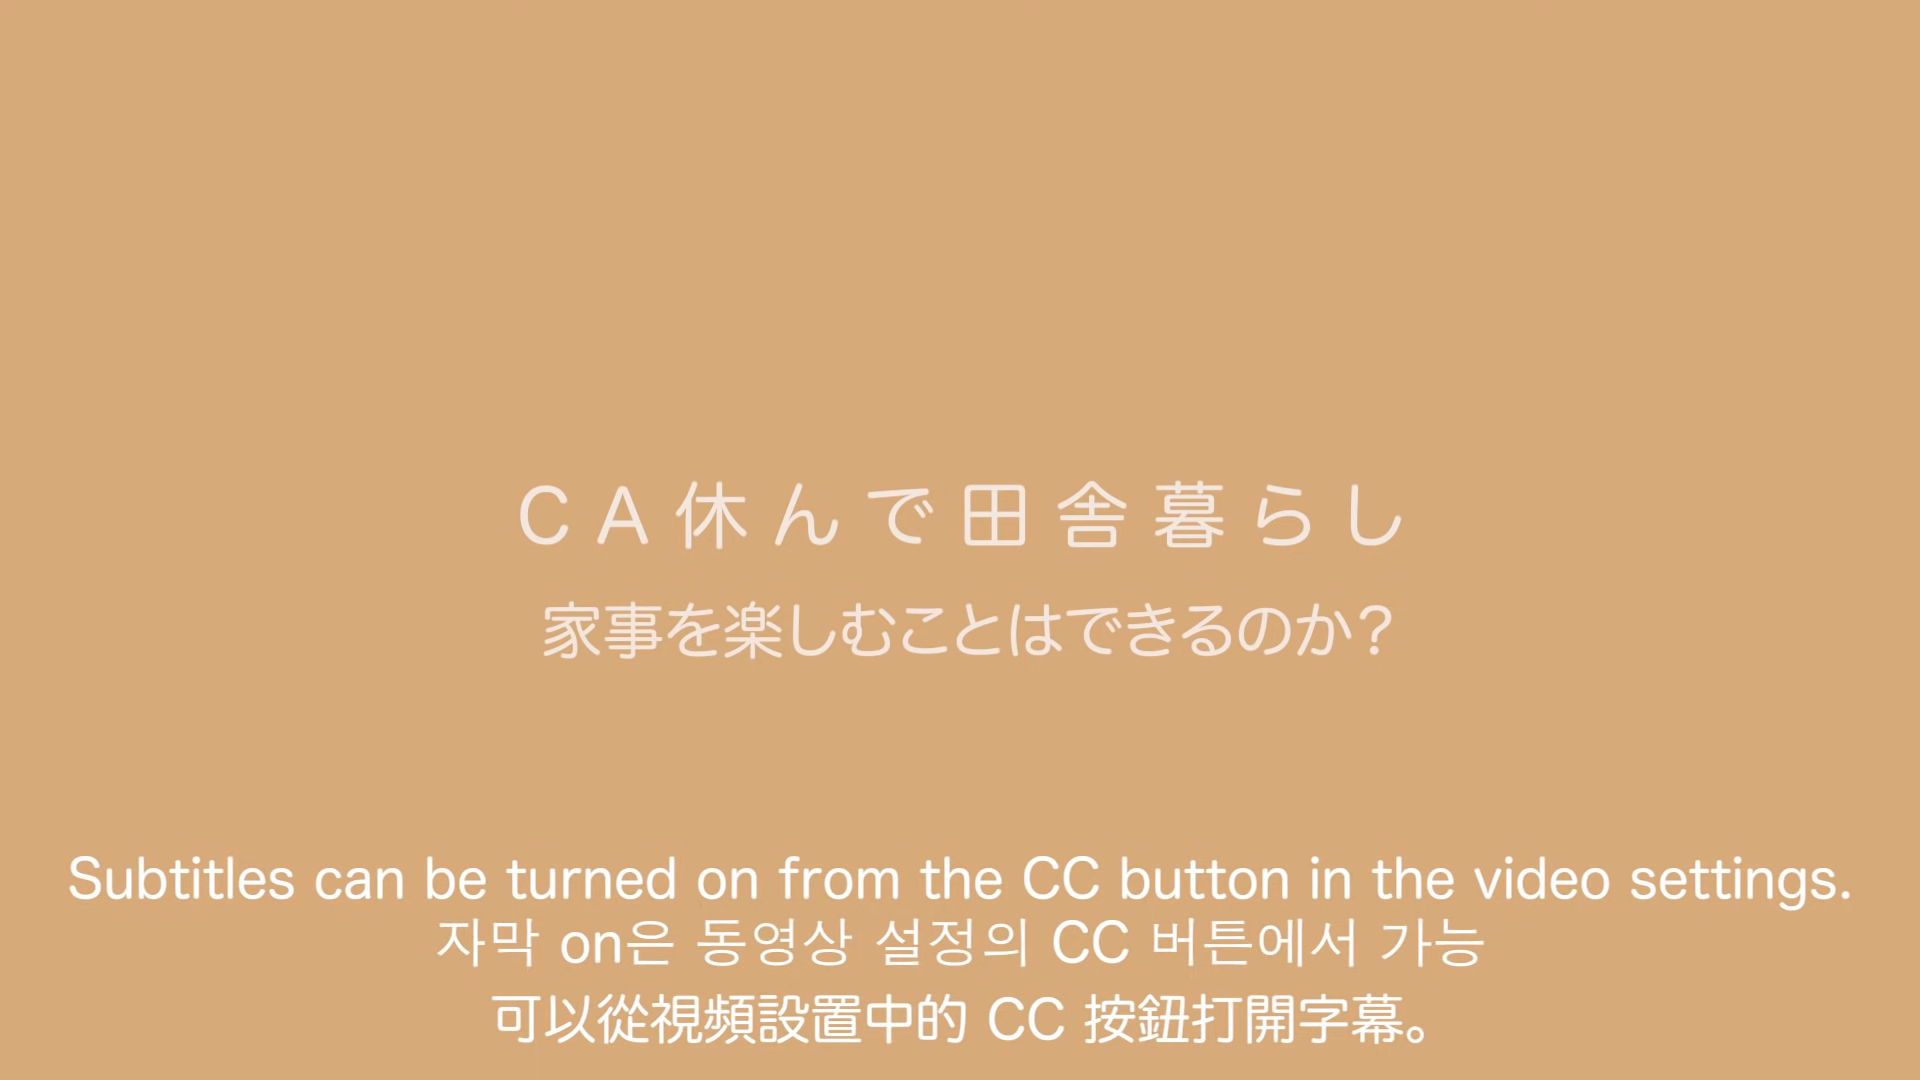 CA休んで田舎暮らし
家事を楽しむことはできるのか?
Subtitles can be turned on from the CC button in the video settings.
자막 on은 동영상 설정의 CC 버튼에서 가능
可以從視頻設置中的 CC 按鈕打開字幕。